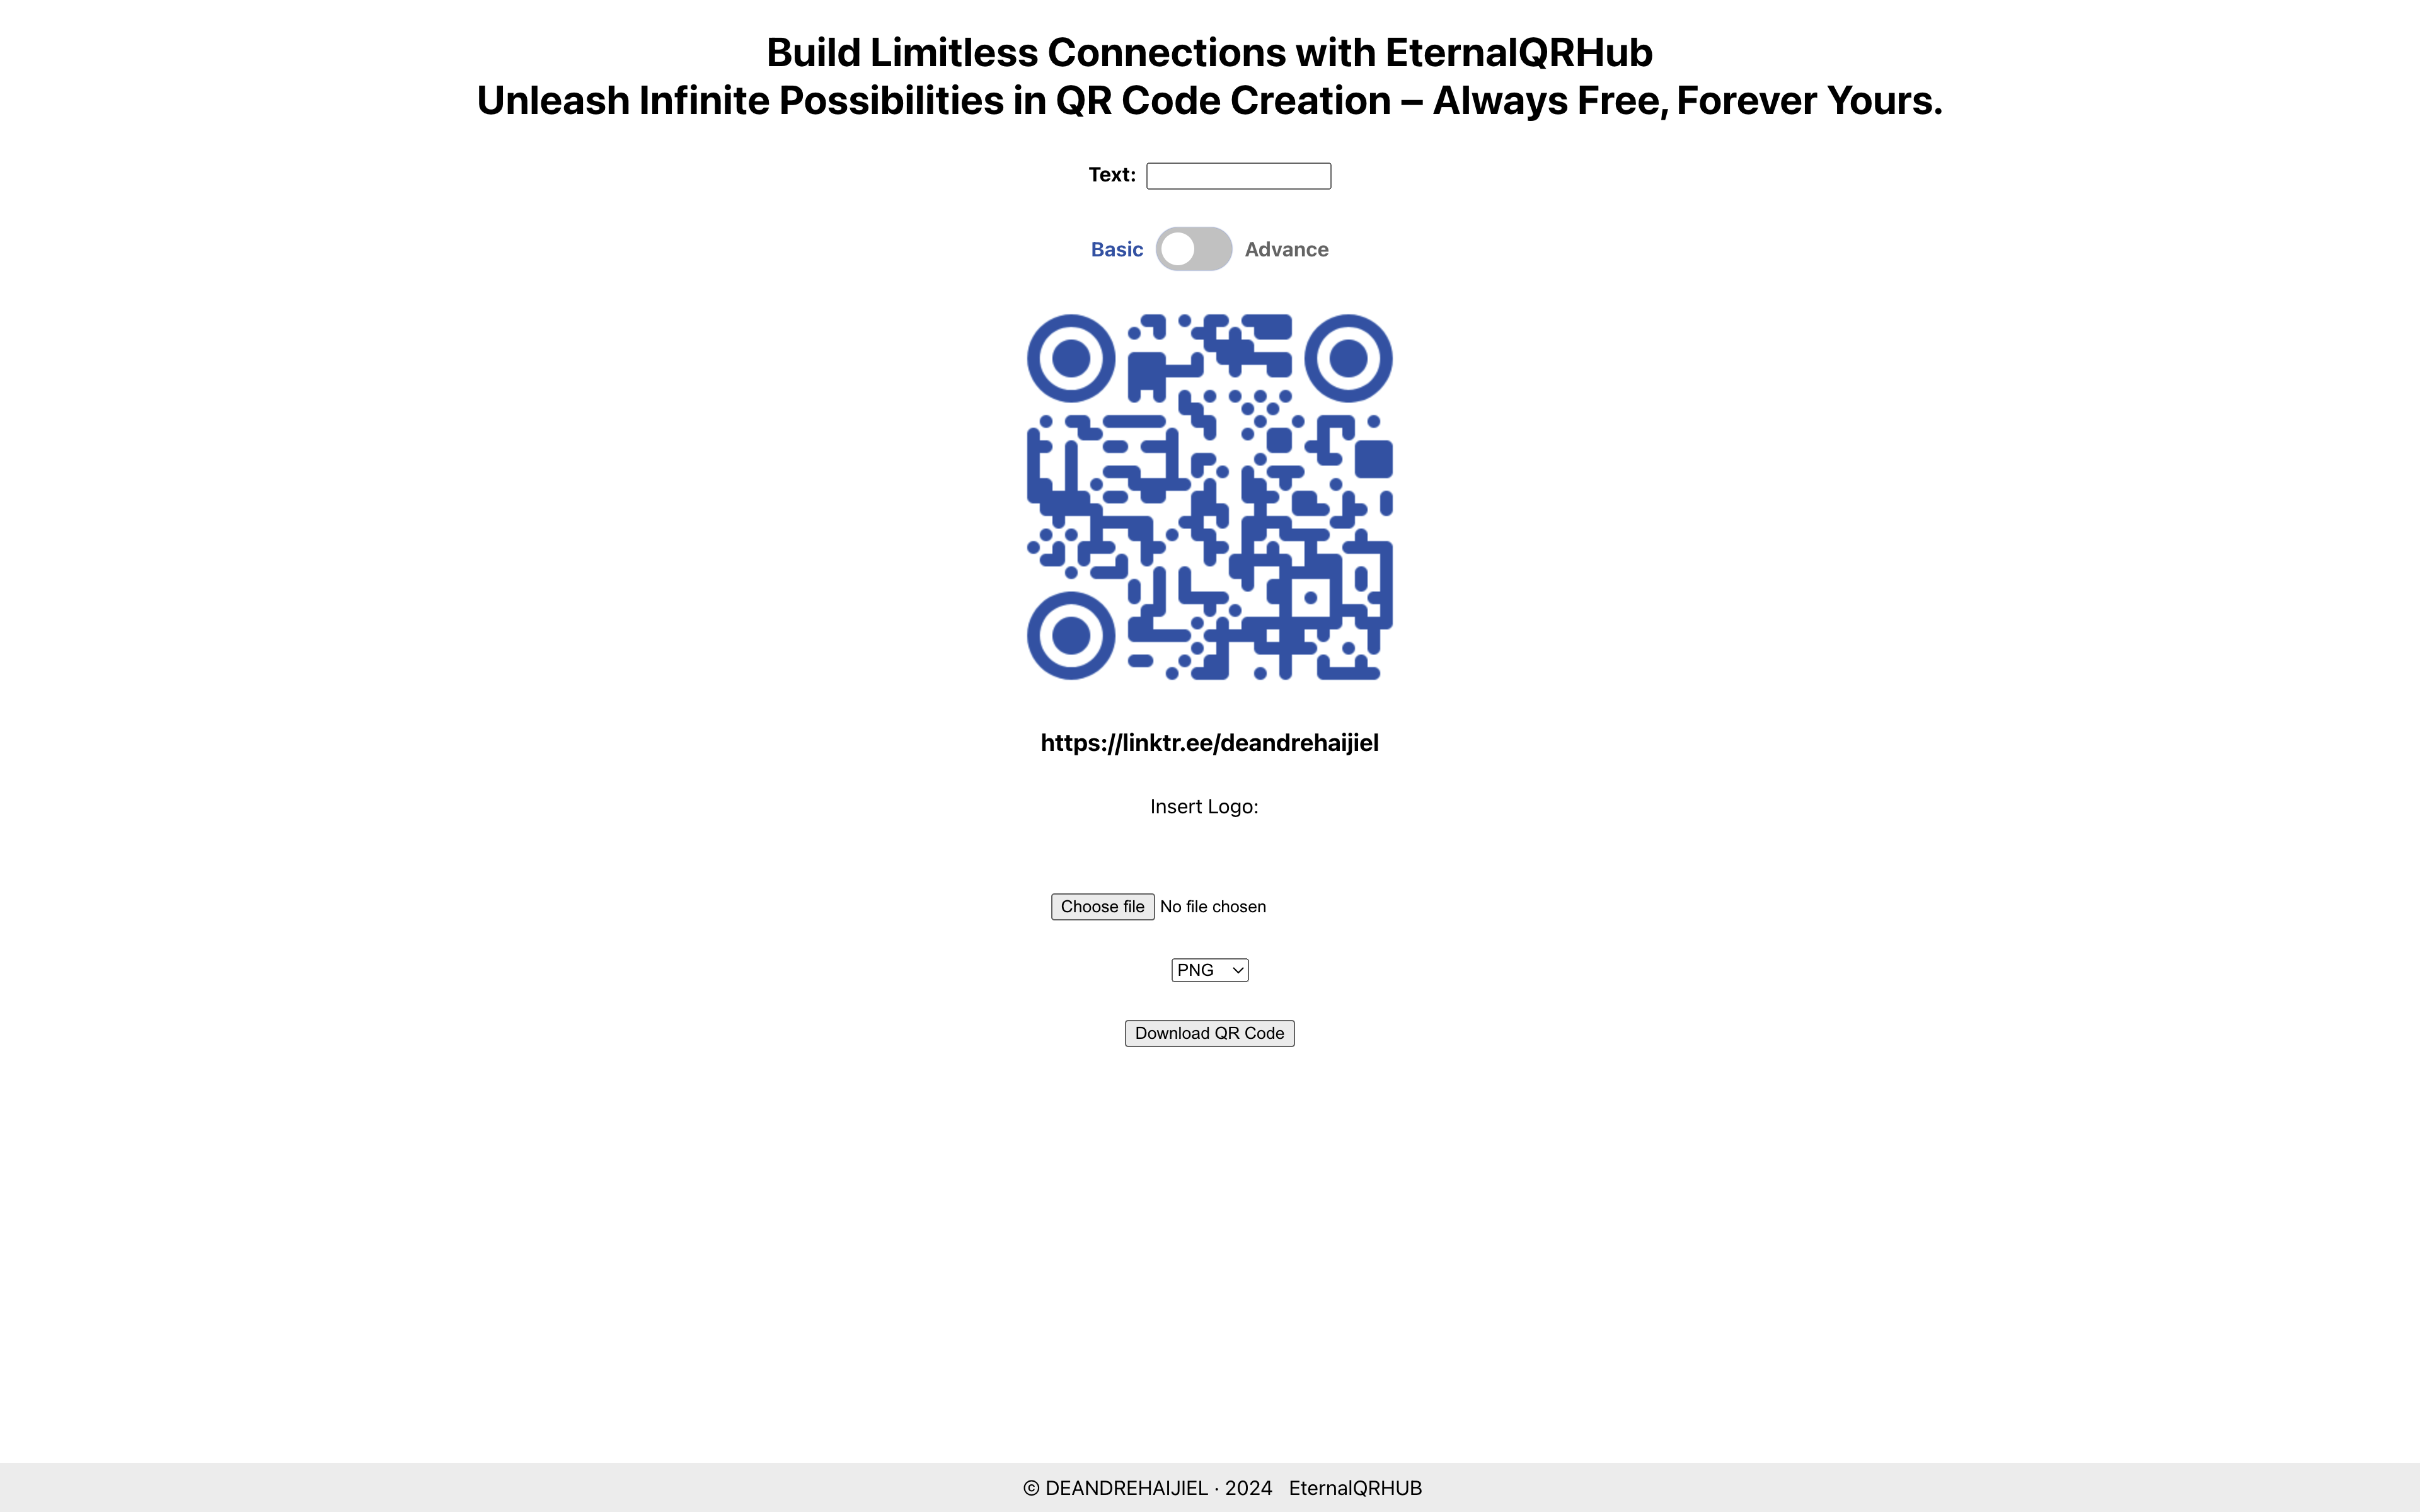 Build Limitless Connections with EternalQRHub
Unleash Infinite Possibilities in QR Code Creation – Always Free, Forever Yours.
Text:
Basic Advance
https://linktr.ee/deandrehaijiel
Insert Logo:
Choose file No file chosen
PNG
Download QR Code
© DEANDREHAIJIEL · 2024 EternalQRHUB